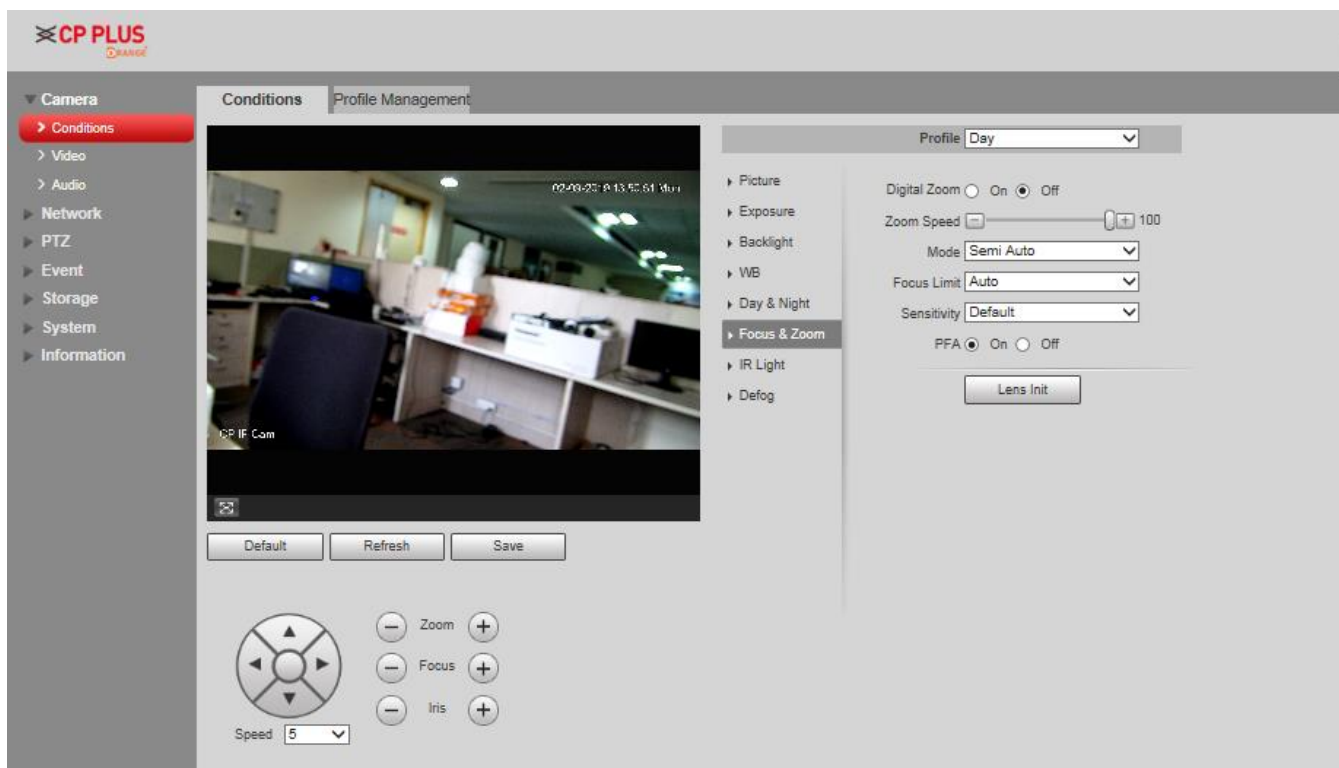 CP PLUS
ORANGE
Camera
Conditions
Video
Audio
Network
PTZ
Event
Storage
System
Information
Conditions Profile Management
CP IP Cam
Default Refresh Save
Zoom
Focus
Iris
Speed 5
Profile Day
Picture
Exposure
Backlight
WB
Day & Night
Focus & Zoom
IR Light
Defog
Digital Zoom On Off
Zoom Speed 100
Mode Semi Auto
Focus Limit Auto
Sensitivity Default
PFA On Off
Lens Init